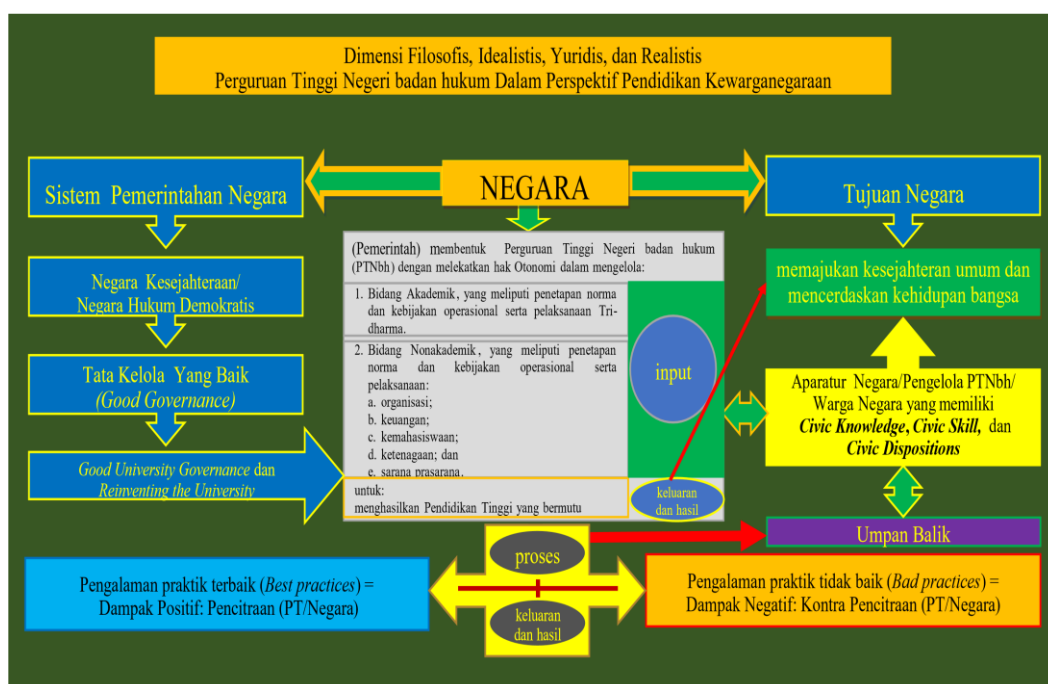 Dimensi Filosofis, Idealistis, Yuridis, dan Realistis
Perguruan Tinggi Negeri badan hukum Dalam Perspektif Pendidikan Kewarganegaraan
NEGARA
Sistem Pemerintahan Negara
Negara Kesejateraan/
Negara Hukum Demokratis
Tata Kelola Yang Baik
(Good Governance)
Good University Governance dan
Reinventing the University
(Pemerintah) membentuk Perguruan Tinggi Negeri badan hukum
(PTNbh) dengan melekatkan hak Otonomi dalam mengelola:
1. Bidang Akademik, yang meliputi penetapan norma
dan kebijakan operasional serta pelaksanaan Tri-
dharma.
2. Bidang Nonakademik, yang meliputi penetapan
norma dan kebijakan operasional serta
pelaksanaan:
a. organisasi;
b. keuangan;
c. kemahasiswaan;
d. ketenagaan; dan
e. sarana prasarana.
untuk:
menghasilkan Pendidikan Tinggi yang bermutu
input
keluaran
dan hasil
Tujuan Negara
memajukan kesejahteran umum dan
mencerdaskan kehidupan bangsa
Aparatur Negara/Pengelola PTNbh/
Warga Negara yang memiliki
Civic Knowledge, Civic Skill, dan
Civic Dispositions
Umpan Balik
proses
keluaran
dan hasil
Pengalaman praktik terbaik (Best practices) =
Dampak Positif: Pencitraan (PT/Negara)
Pengalaman praktik tidak baik (Bad practices) =
Dampak Negatif: Kontra Pencitraan (PT/Negara)